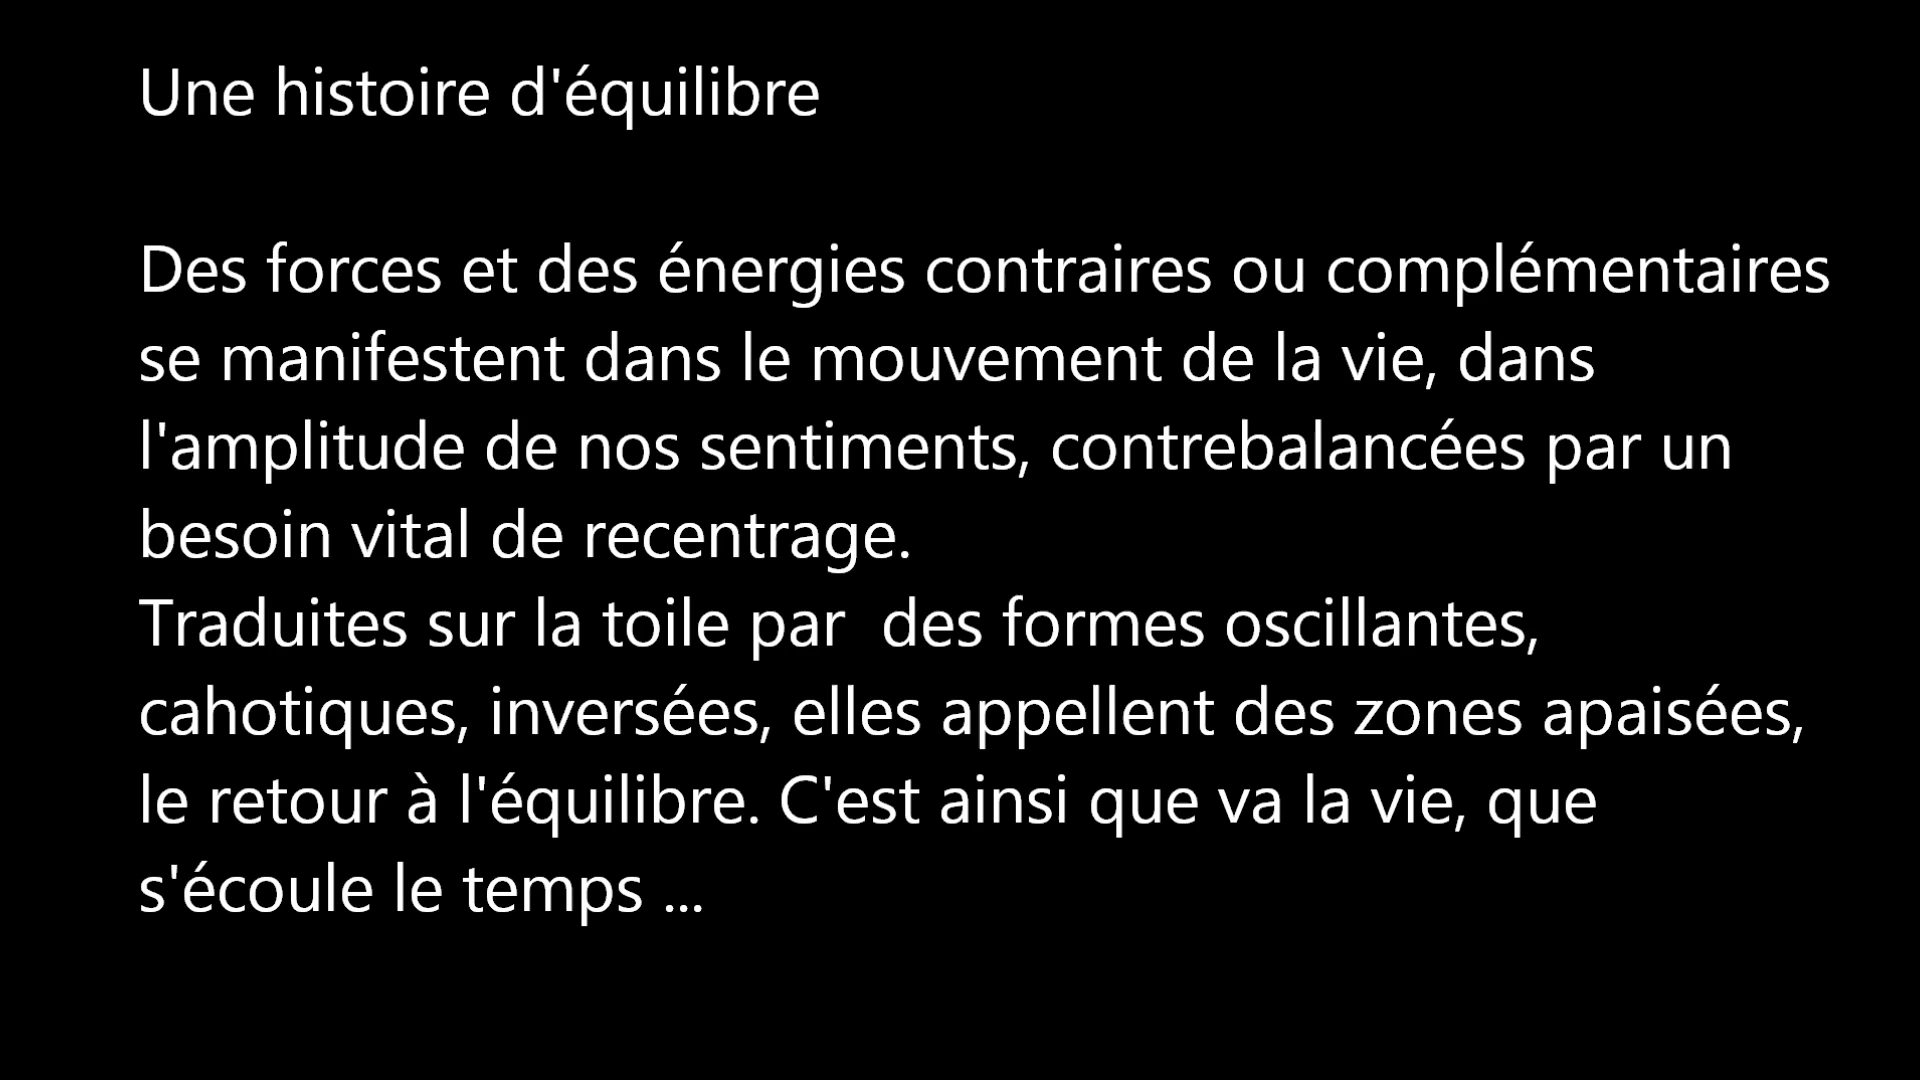 Une histoire d'équilibre
Des forces et des énergies contraires ou complémentaires
se manifestent dans le mouvement de la vie, dans
l'amplitude de nos sentiments, contrebalancées par un
besoin vital de recentrage.
Traduites sur la toile par  des formes oscillantes,
cahotiques, inversées, elles appellent des zones apaisées,
le retour à l'équilibre. C'est ainsi que va la vie, que
s'écoule le temps ...